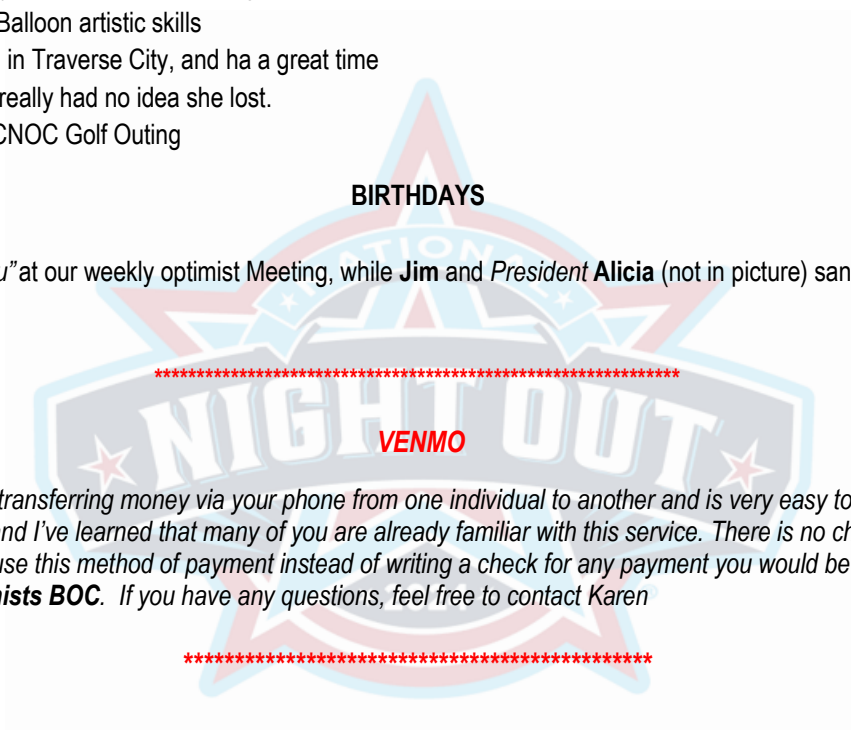 Balloon artistic skills
in Traverse City, and ha a great time
really had no idea she lost.
CNOC Golf Outing
BIRTHDAYS
u” at our weekly optimist Meeting, while Jim and President Alicia (not in picture) san
NATIONAL
**************************************************************
NIGHT OUT
VENMO
transferring money via your phone from one individual to another and is very easy to
nd I’ve learned that many of you are already familiar with this service. There is no ch
use this method of payment instead of writing a check for any payment you would be
2024
ists BOC. If you have any questions, feel free to contact Karen
**********************************************